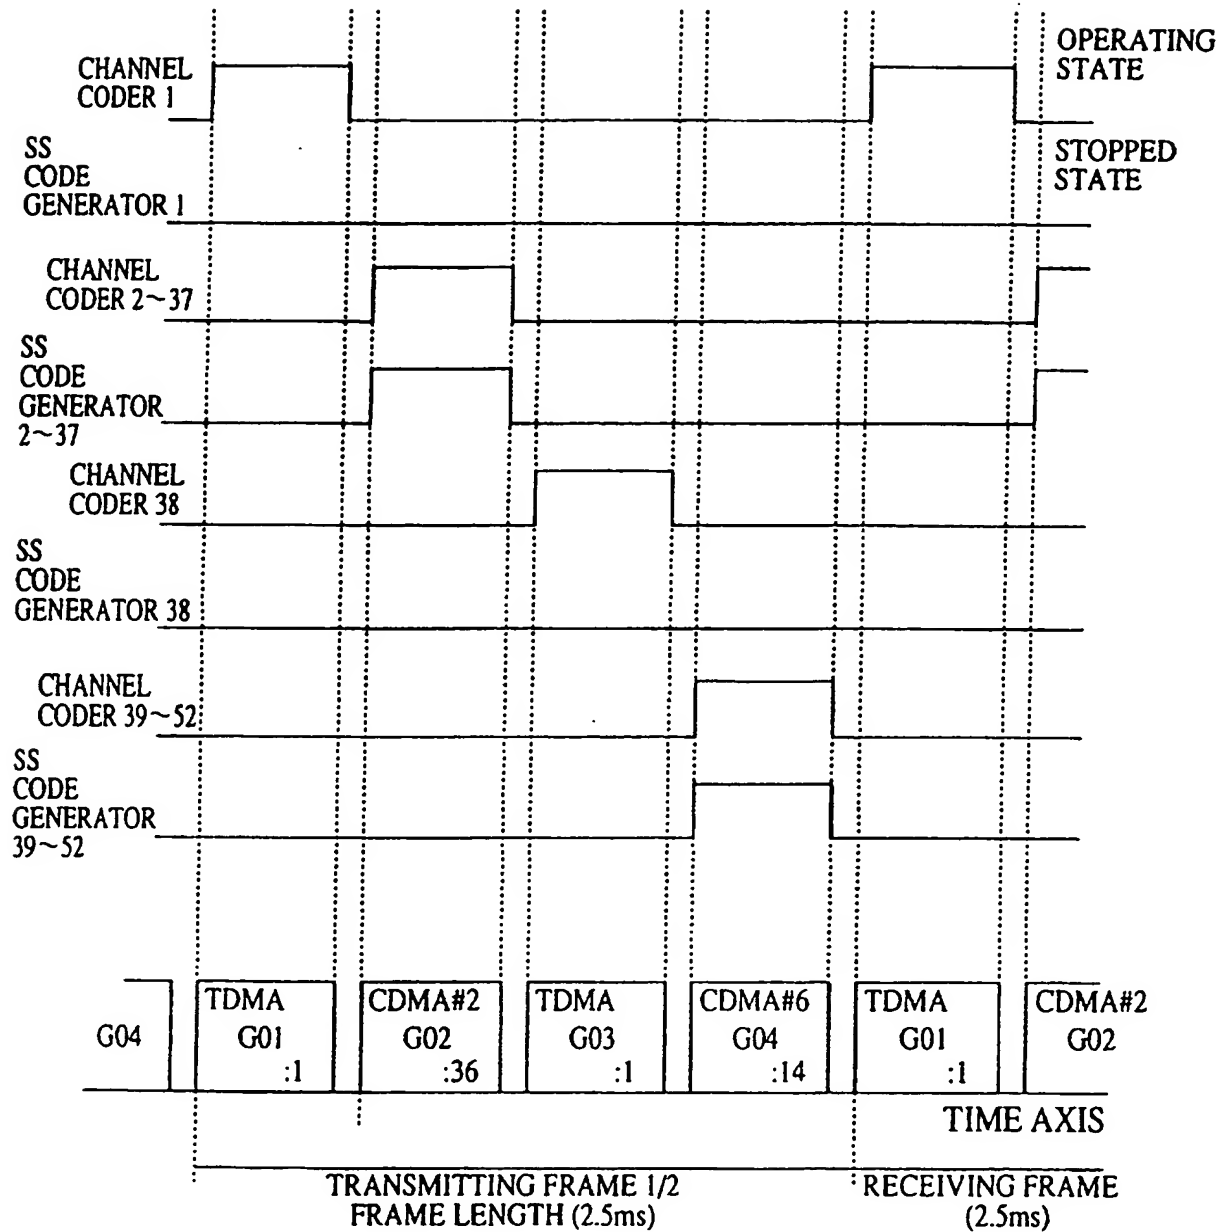 OPERATING
STATE
CHANNEL
CODER 1
STOPPED
STATE
SS
CODE
GENERATOR 1
CHANNEL
CODER 2~37
SS
CODE
GENERATOR
2~37
CHANNEL
CODER 38
SS
CODE
GENERATOR 38
CHANNEL
CODER 39~52
SS
CODE
GENERATOR
39~52
G04
TDMA
G01
:1
CDMA#2
G02
:36
TDMA
G03
:1
CDMA#6
G04
:14
TDMA
G01
:1
CDMA#2
G02
TIME AXIS
TRANSMITTING FRAME 1/2
FRAME LENGTH (2.5ms)
RECEIVING FRAME
(2.5ms)